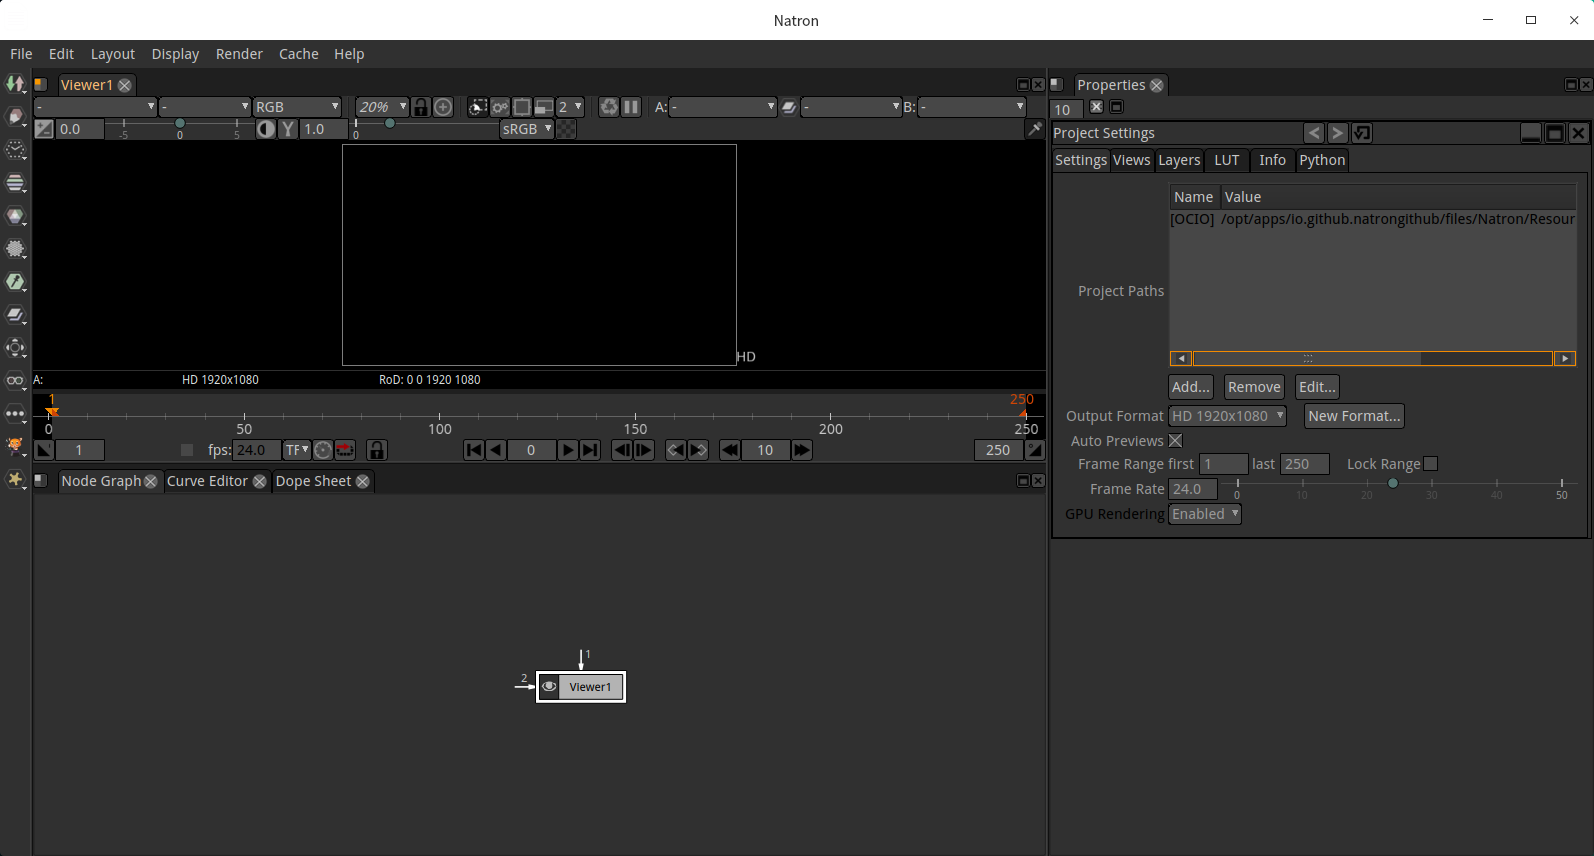 Natron
File Edit Layout Display Render Cache Help
Viewer1
Properties
- - RGB 20% 2 A: - - B: -
10
0.0 -5 0 5 Y 1.0 0 sRGB
Project Settings
Settings Views Layers LUT Info Python
Name Value
[OCIO] /opt/apps/io.github.natrongithub/files/Natron/Resour
Project Paths
HD
A: HD 1920x1080 RoD: 0 0 1920 1080
Add... Remove Edit...
1 250
0 50 100 150 200 250
Output Format HD 1920x1080 New Format...
Auto Previews
1 fps: 24.0 TF 0 10 250
Frame Range first 1 last 250 Lock Range
Node Graph Curve Editor Dope Sheet
Frame Rate 24.0 0 10 20 30 40 50
GPU Rendering Enabled
1
2
Viewer1